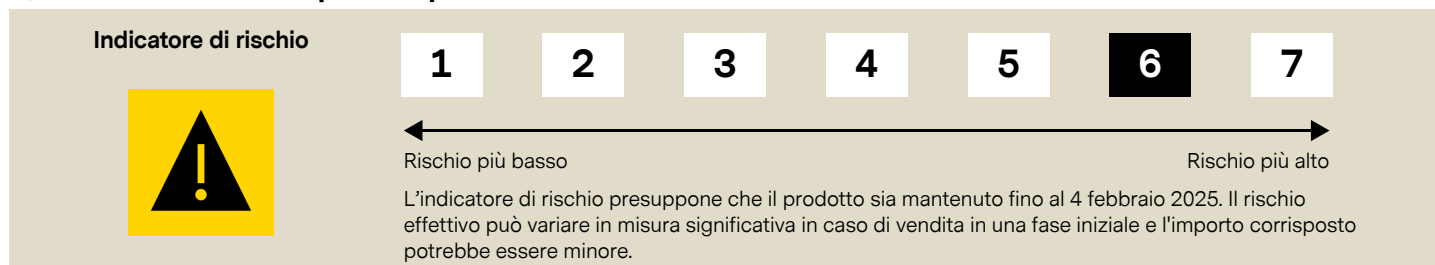 Indicatore di rischio
1 2 3 4 5 6 7
Rischio più basso Rischio più alto
L'indicatore di rischio presuppone che il prodotto sia mantenuto fino al 4 febbraio 2025. Il rischio
effettivo può variare in misura significativa in caso di vendita in una fase iniziale e l'importo corrisposto
potrebbe essere minore.